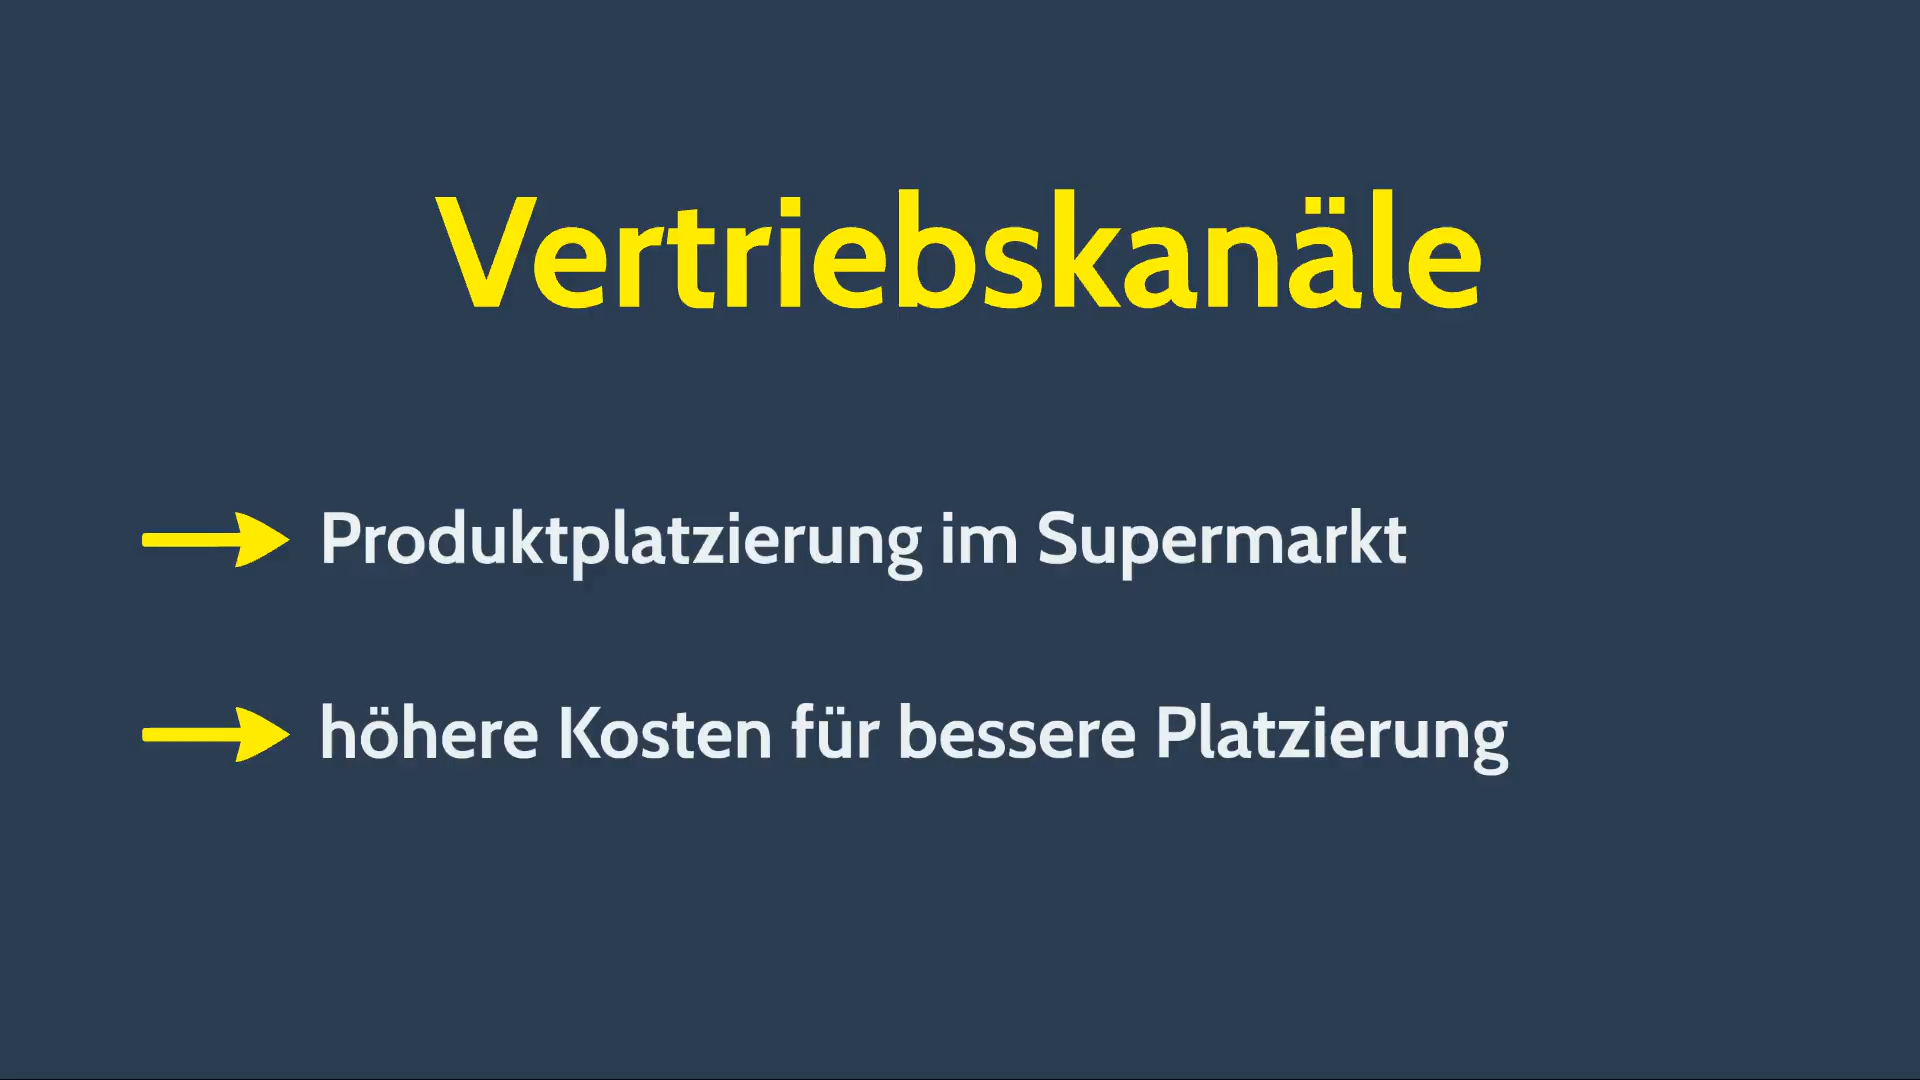 Vertriebskanäle
Produktplatzierung im Supermarkt
höhere Kosten für bessere Platzierung